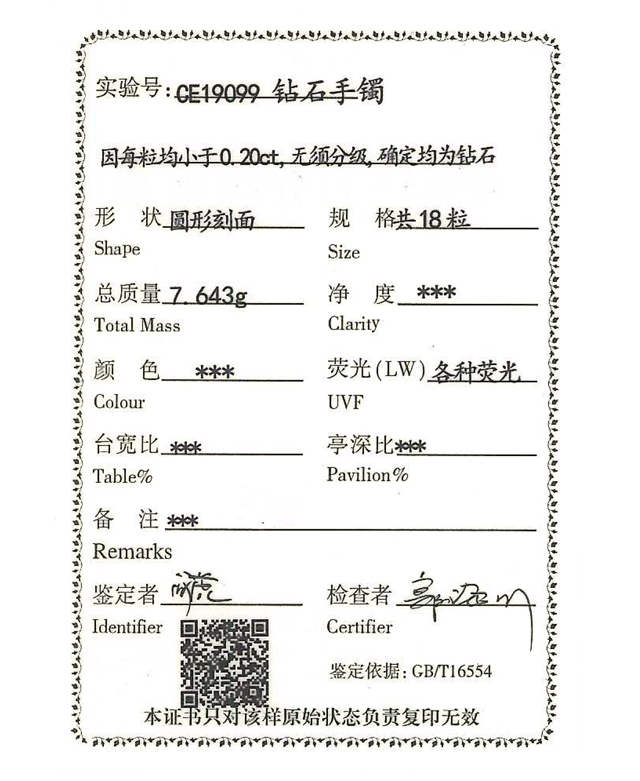 实验号: GE19099 钻石手镯
因每粒均小于0.20ct, 无须分级, 确定均为钻石
形 状 圆形刻面 规 格 共18粒
Shape Size
总质量 7.643g 净 度 ***
Total Mass Clarity
颜 色 *** 荧光(LW) 各种荧光
Colour UVF
台宽比 *** 亭深比 ***
Table% Pavilion%
备 注 ***
Remarks
鉴定者 检查者
Identifier Certifier
鉴定依据: GB/T16554
本证书只对该样原始状态负责复印无效